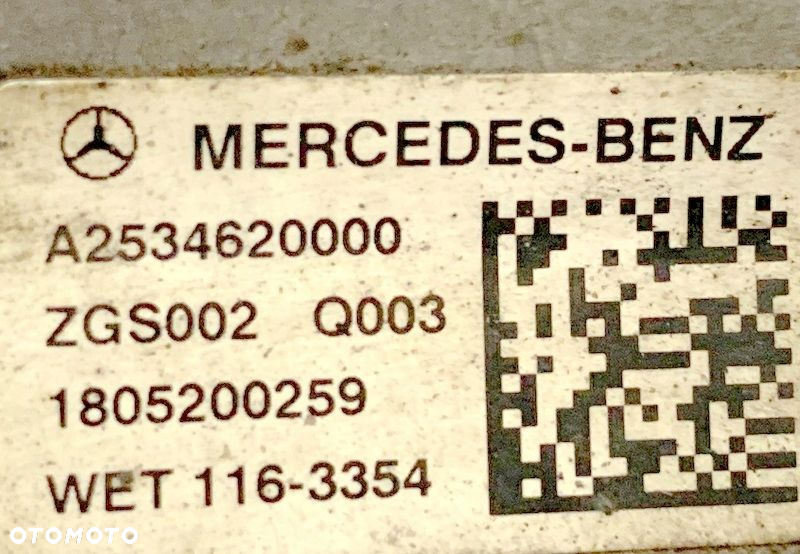 MERCEDES-BENZ
A2534620000
ZGS002 Q003
1805200259
WET 116-3354
OTOMOTO